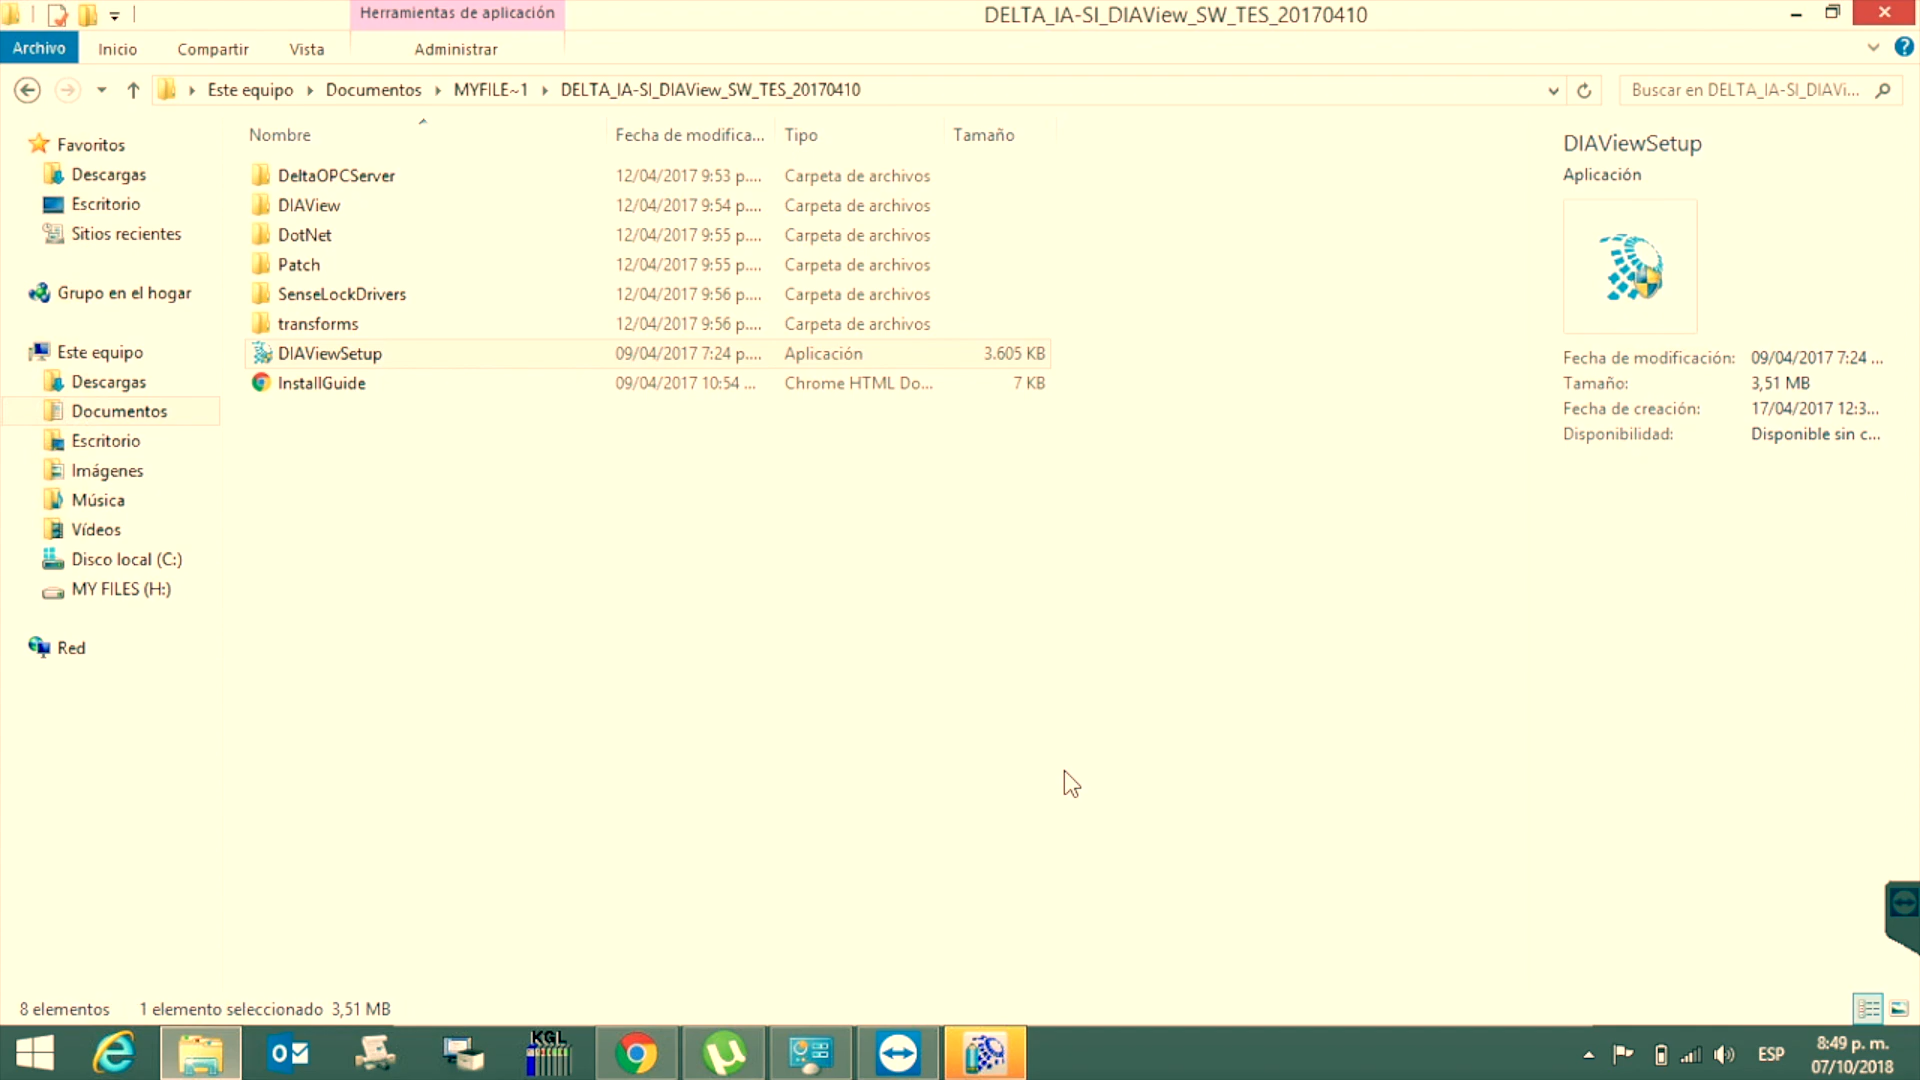 Herramientas de aplicación
DELTA_IA-SI_DIAView_SW_TES_20170410
Archivo Inicio Compartir Vista Administrar
Este equipo Documentos MYFILE~1 DELTA_IA-SI_DIAView_SW_TES_20170410
Buscar en DELTA_IA-SI_DIAVi...
Favoritos
Descargas
Escritorio
Sitios recientes
Grupo en el hogar
Este equipo
Descargas
Documentos
Escritorio
Imágenes
Música
Vídeos
Disco local (C:)
MY FILES (H:)
Red
Nombre Fecha de modifica... Tipo Tamaño
DeltaOPCServer 12/04/2017 9:53 p.... Carpeta de archivos
DIAView 12/04/2017 9:54 p.... Carpeta de archivos
DotNet 12/04/2017 9:55 p.... Carpeta de archivos
Patch 12/04/2017 9:55 p.... Carpeta de archivos
SenseLockDrivers 12/04/2017 9:56 p.... Carpeta de archivos
transforms 12/04/2017 9:56 p.... Carpeta de archivos
DIAViewSetup 09/04/2017 7:24 p.... Aplicación 3.605 KB
InstallGuide 09/04/2017 10:54 ... Chrome HTML Do... 7 KB
DIAViewSetup
Aplicación
Fecha de modificación: 09/04/2017 7:24 ...
Tamaño: 3,51 MB
Fecha de creación: 17/04/2017 12:3...
Disponibilidad: Disponible sin c...
8 elementos 1 elemento seleccionado 3,51 MB
KGL
ESP
8:49 p. m.
07/10/2018